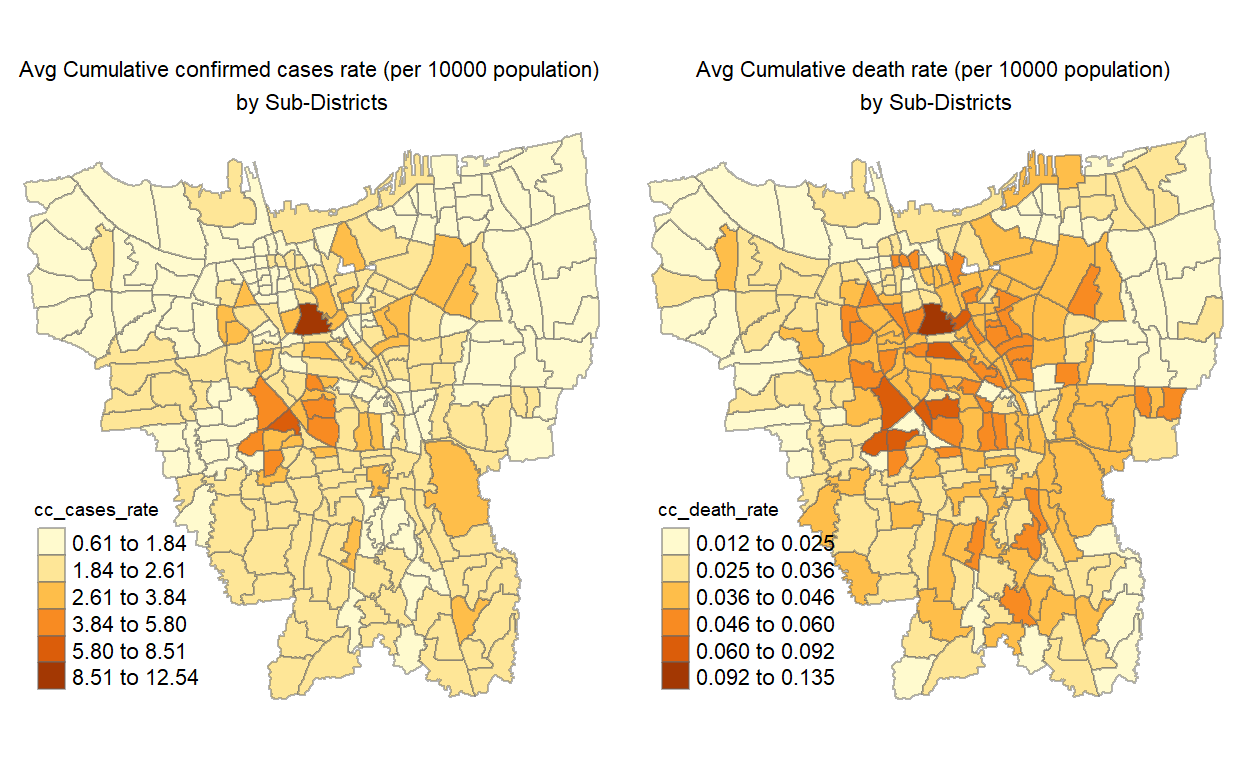 Avg Cumulative confirmed cases rate (per 10000 population)
by Sub-Districts
cc_cases_rate
0.61 to 1.84
1.84 to 2.61
2.61 to 3.84
3.84 to 5.80
5.80 to 8.51
8.51 to 12.54
Avg Cumulative death rate (per 10000 population)
by Sub-Districts
cc_death_rate
0.012 to 0.025
0.025 to 0.036
0.036 to 0.046
0.046 to 0.060
0.060 to 0.092
0.092 to 0.135